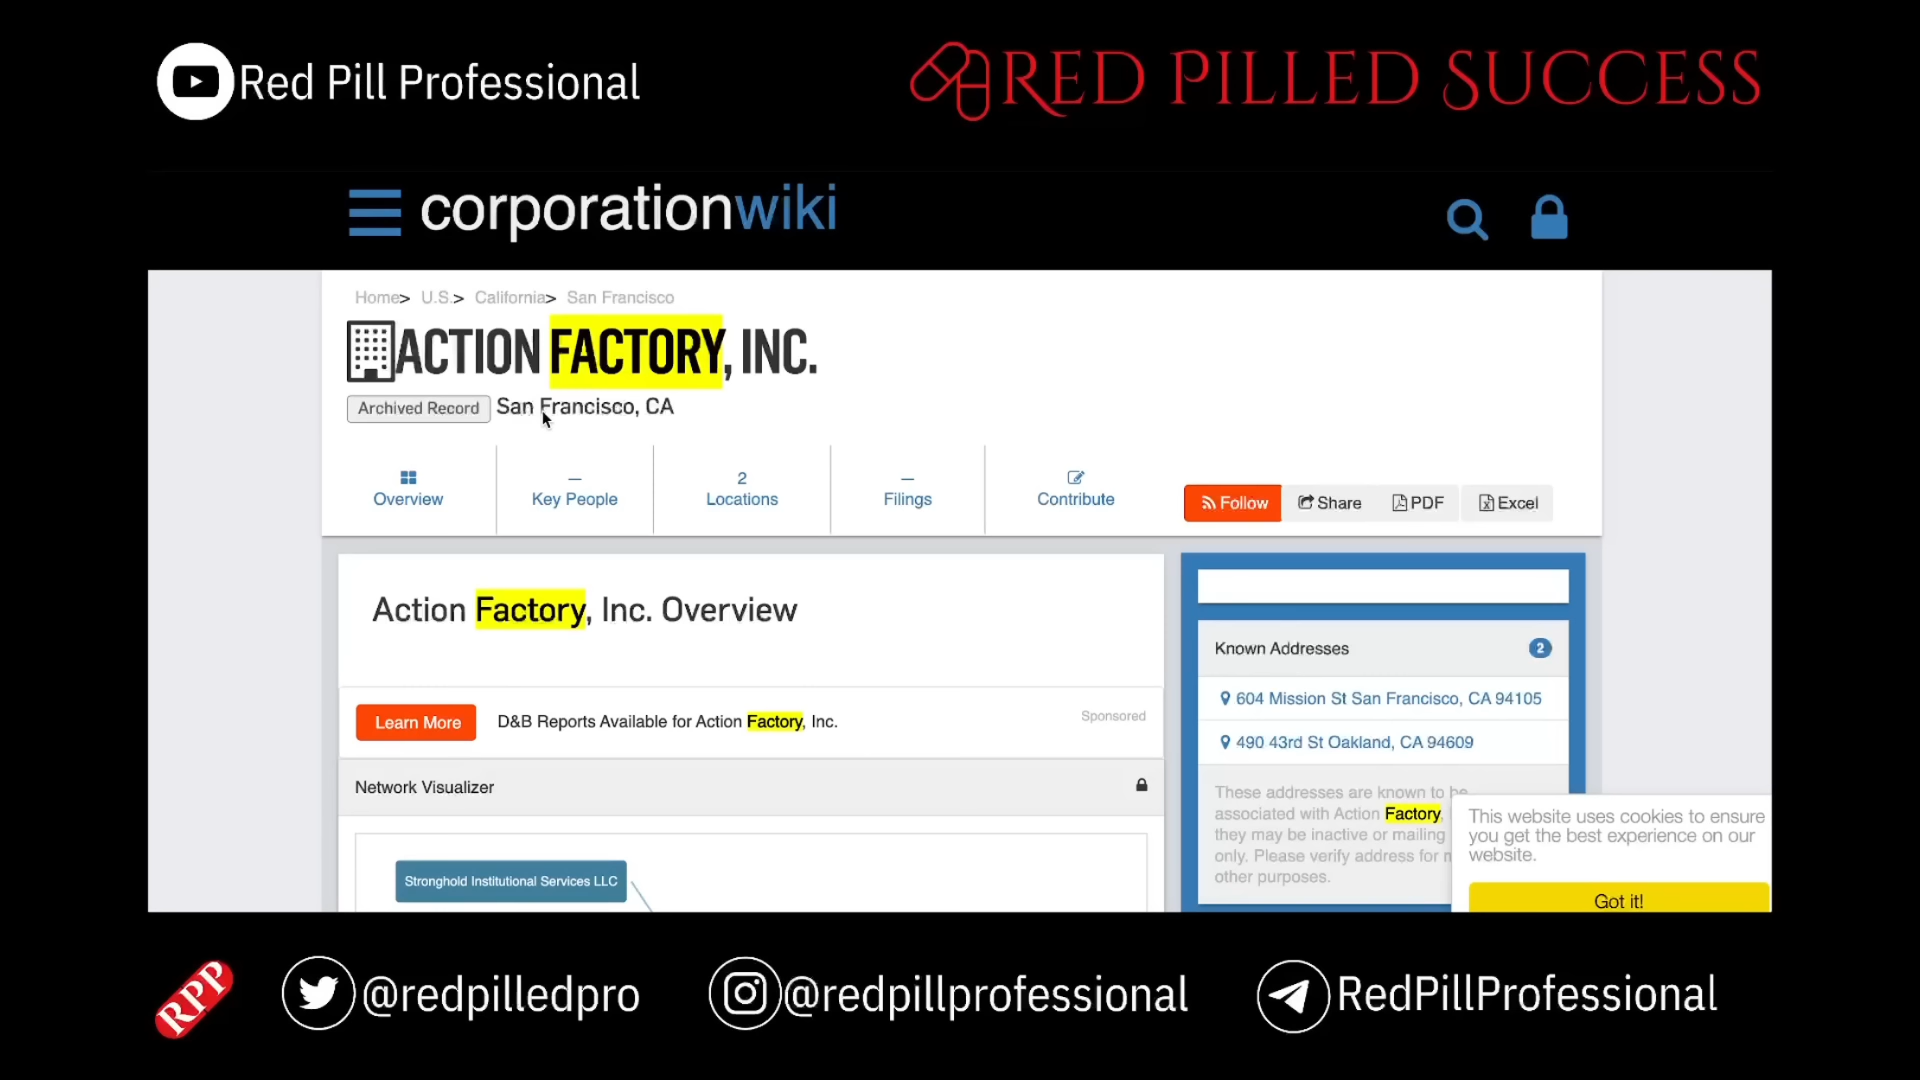 Red Pill Professional
RED PILLED SUCCESS
corporationwiki
Home> U.S.> California> San Francisco
ACTION FACTORY, INC.
Archived Record San Francisco, CA
Overview
— Key People
2 Locations
— Filings
Contribute
Follow Share PDF Excel
Action Factory, Inc. Overview
Learn More D&B Reports Available for Action Factory, Inc. Sponsored
Network Visualizer
Stronghold Institutional Services LLC
Known Addresses 2
604 Mission St San Francisco, CA 94105
490 43rd St Oakland, CA 94609
These addresses are known to be
associated with Action Factory,
they may be inactive or mailing
only. Please verify address for
other purposes.
This website uses cookies to ensure
you get the best experience on our
website.
Got it!
RPP
@redpilledpro
@redpillprofessional
RedPillProfessional